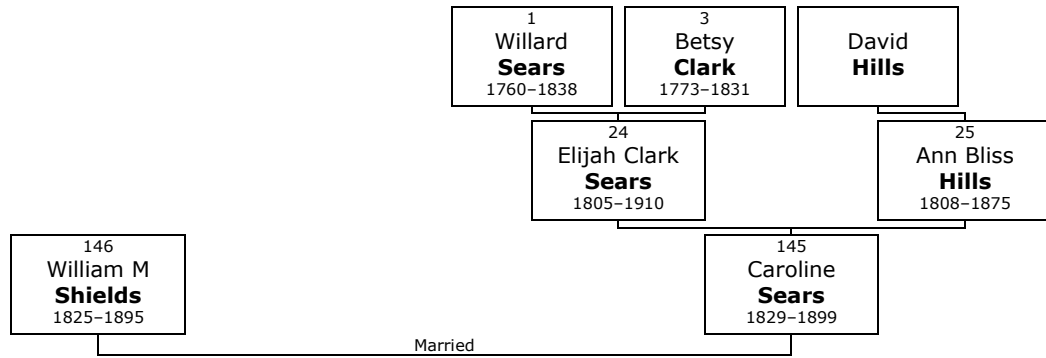 1
Willard
Sears
1760–1838
3
Betsy
Clark
1773–1831
David
Hills
24
Elijah Clark
Sears
1805–1910
25
Ann Bliss
Hills
1808–1875
146
William M
Shields
1825–1895
145
Caroline
Sears
1829–1899
Married